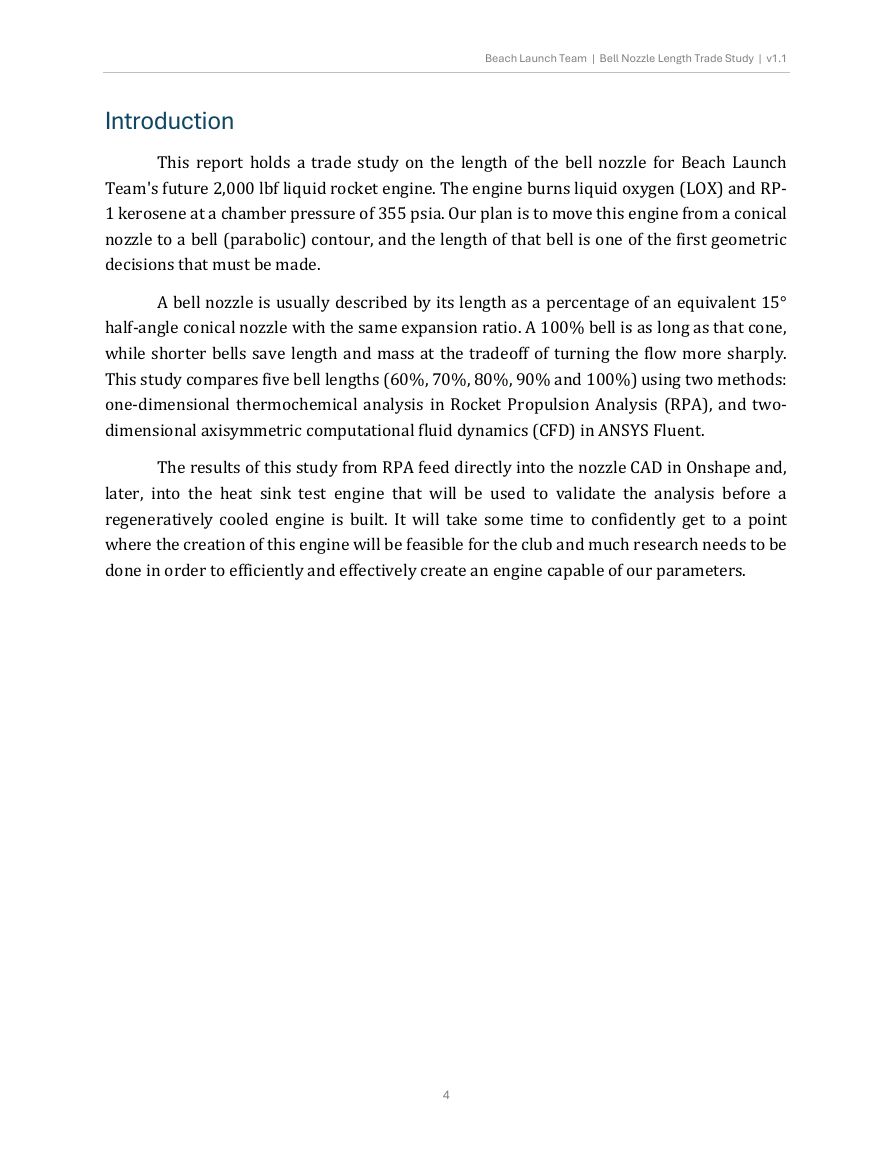 Beach Launch Team | Bell Nozzle Length Trade Study | v1.1
Introduction
This report holds a trade study on the length of the bell nozzle for Beach Launch
Team's future 2,000 lbf liquid rocket engine. The engine burns liquid oxygen (LOX) and RP-
1 kerosene at a chamber pressure of 355 psia. Our plan is to move this engine from a conical
nozzle to a bell (parabolic) contour, and the length of that bell is one of the first geometric
decisions that must be made.
A bell nozzle is usually described by its length as a percentage of an equivalent 15°
half-angle conical nozzle with the same expansion ratio. A 100% bell is as long as that cone,
while shorter bells save length and mass at the tradeoff of turning the flow more sharply.
This study compares five bell lengths (60%, 70%, 80%, 90% and 100%) using two methods:
one-dimensional thermochemical analysis in Rocket Propulsion Analysis (RPA), and two-
dimensional axisymmetric computational fluid dynamics (CFD) in ANSYS Fluent.
The results of this study from RPA feed directly into the nozzle CAD in Onshape and,
later, into the heat sink test engine that will be used to validate the analysis before a
regeneratively cooled engine is built. It will take some time to confidently get to a point
where the creation of this engine will be feasible for the club and much research needs to be
done in order to efficiently and effectively create an engine capable of our parameters.
4